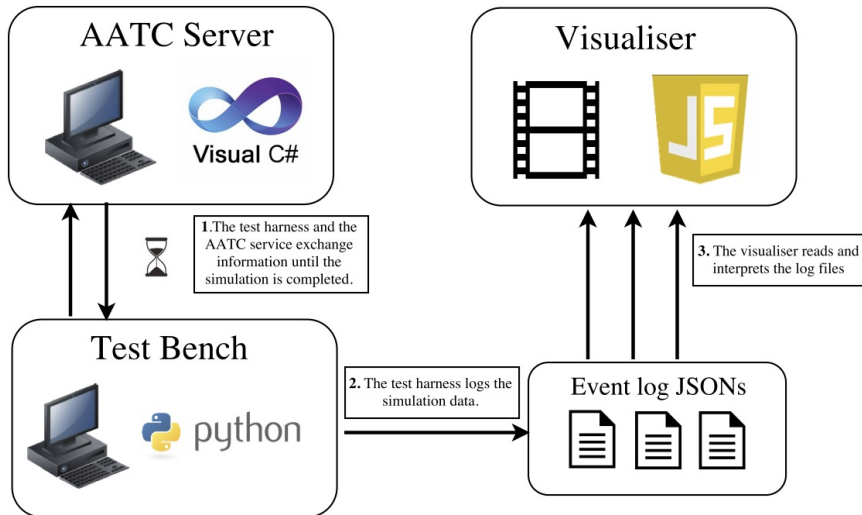 AATC Server
Visual C#
Visualiser
JS
1.The test harness and the
AATC service exchange
information until the
simulation is completed.
3. The visualiser reads and
interprets the log files
Test Bench
python
2. The test harness logs the
simulation data.
Event log JSONs